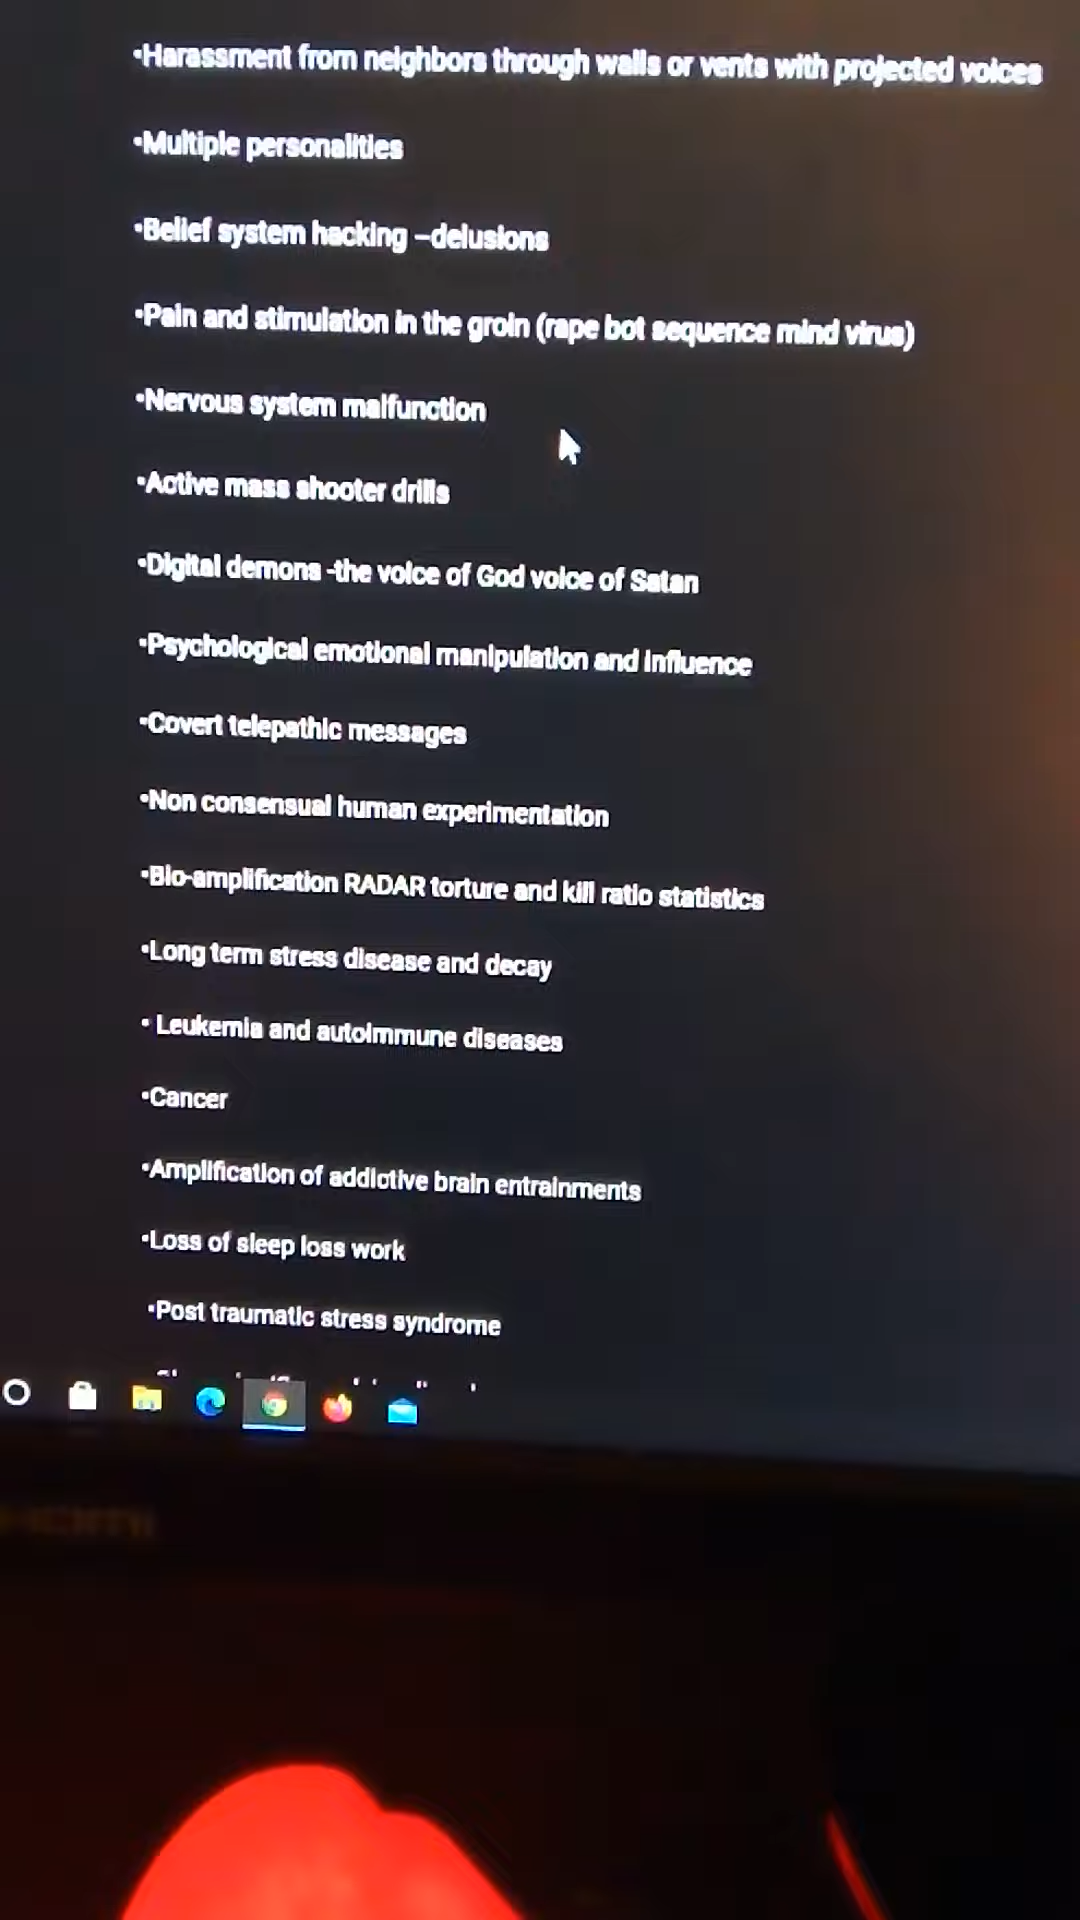 •Harassment from neighbors through walls or vents with projected voices
•Multiple personalities
•Belief system hacking –delusions
•Pain and stimulation in the groin (rape bot sequence mind virus)
•Nervous system malfunction
•Active mass shooter drills
•Digital demons -the voice of God voice of Satan
•Psychological emotional manipulation and influence
•Covert telepathic messages
•Non consensual human experimentation
•Bio-amplification RADAR torture and kill ratio statistics
•Long term stress disease and decay
• Leukemia and autoimmune diseases
•Cancer
•Amplification of addictive brain entrainments
•Loss of sleep loss work
•Post traumatic stress syndrome